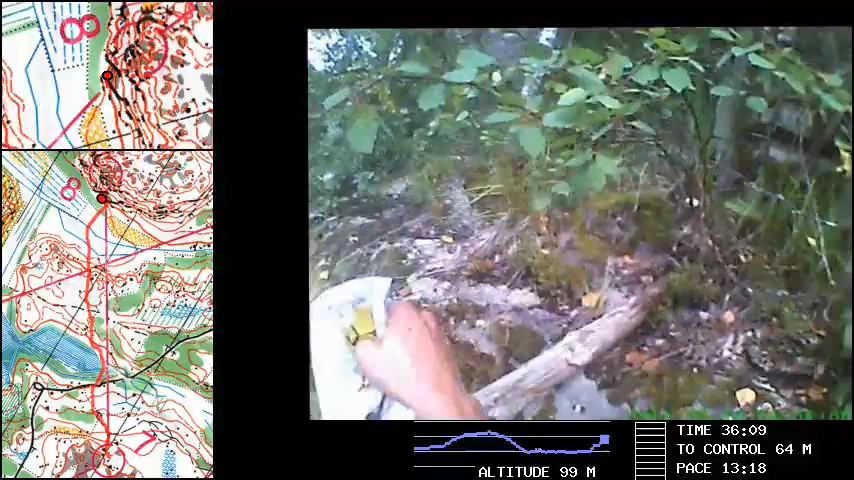 TIME 36:09
TO CONTROL 64 M
ALTITUDE 99 M
PACE 13:18